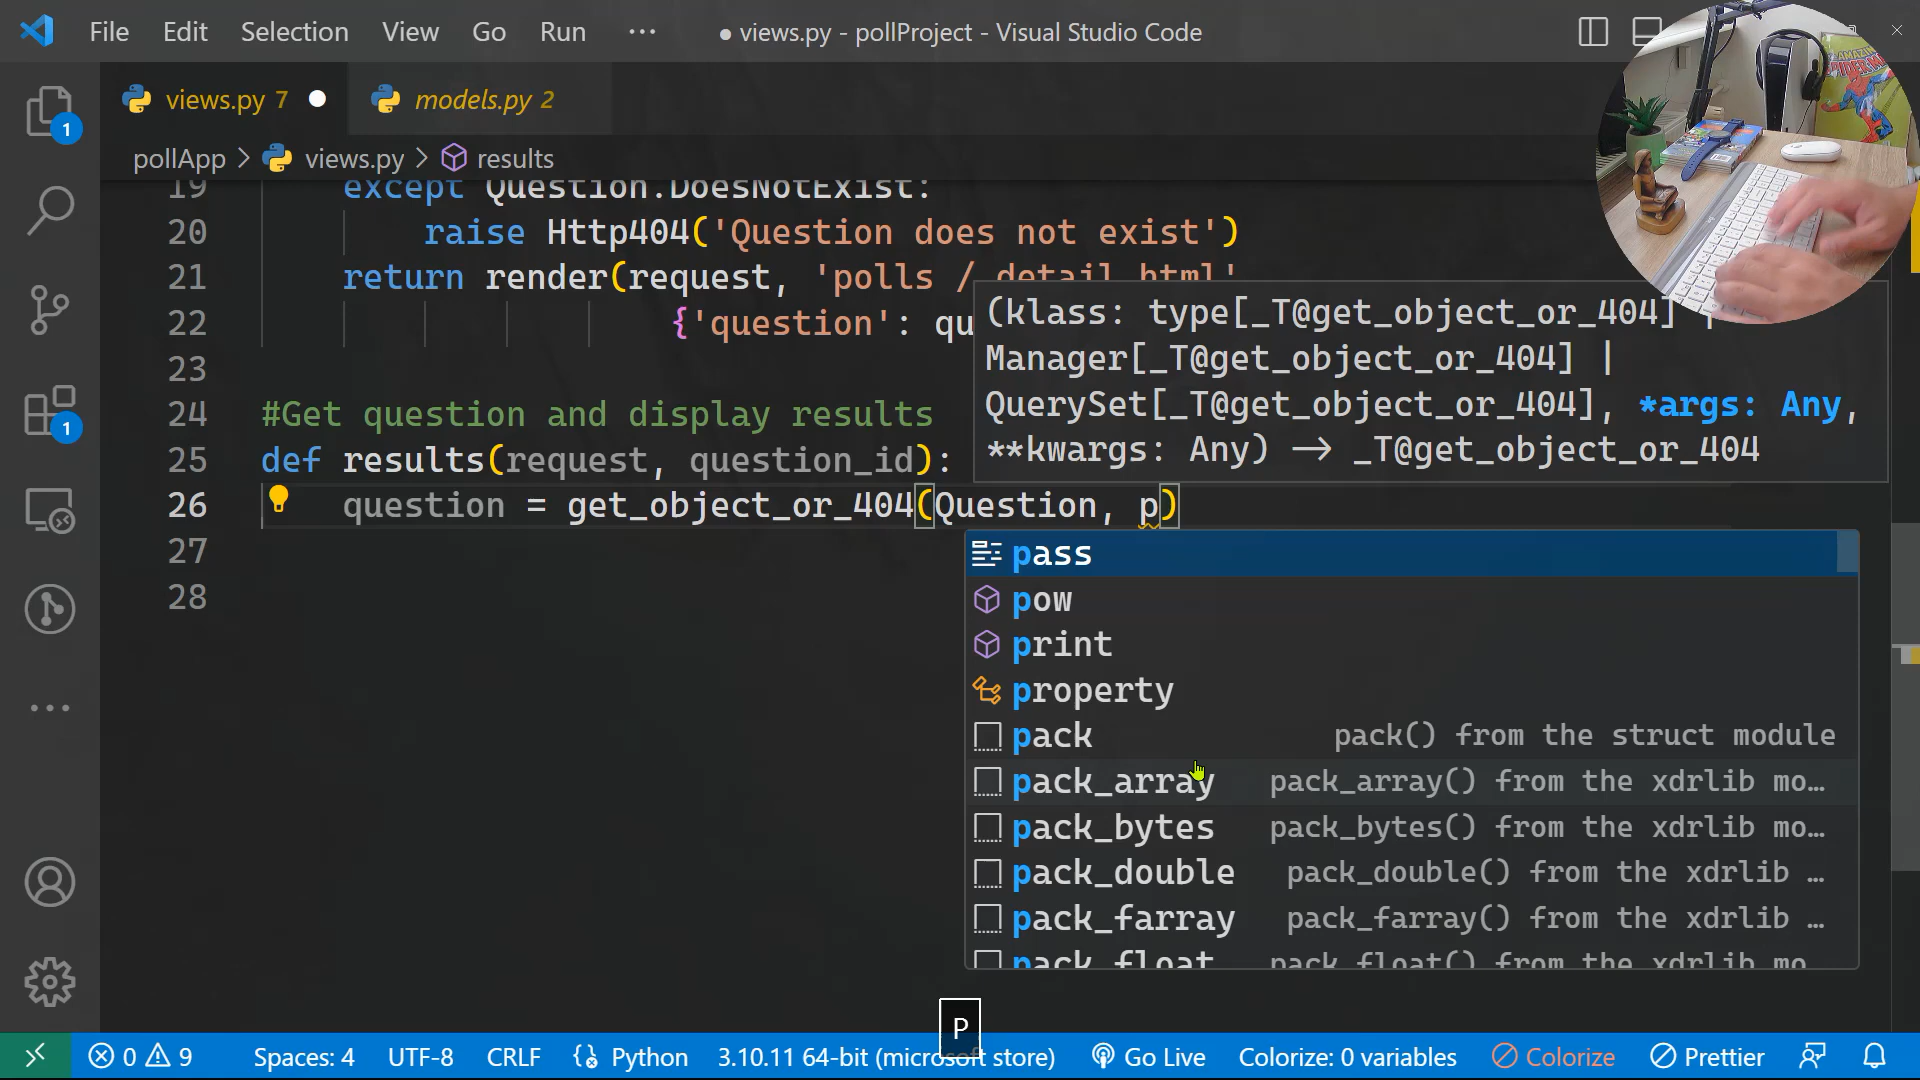 File Edit Selection View Go Run ··· ● views.py - pollProject - Visual Studio Code
views.py 7 ● models.py 2
pollApp > views.py > results
1
1
AMAZING
19 except Question.DoesNotExist:
20 raise Http404('Question does not exist')
21 return render(request, 'polls / detail.html'
22 {'question': qu
23
24 #Get question and display results
25 def results(request, question_id):
26 question = get_object_or_404(Question, p)
27
28
(klass: type[_T@get_object_or_404] |
Manager[_T@get_object_or_404] |
QuerySet[_T@get_object_or_404], *args: Any,
**kwargs: Any) -> _T@get_object_or_404
pass
pow
print
property
pack pack() from the struct module
pack_array pack_array() from the xdrlib mo…
pack_bytes pack_bytes() from the xdrlib mo…
pack_double pack_double() from the xdrlib …
pack_farray pack_farray() from the xdrlib …
pack_float pack_float() from the xdrlib mo…
P
0 9 Spaces: 4 UTF-8 CRLF Python 3.10.11 64-bit (microsoft store) Go Live Colorize: 0 variables Colorize Prettier